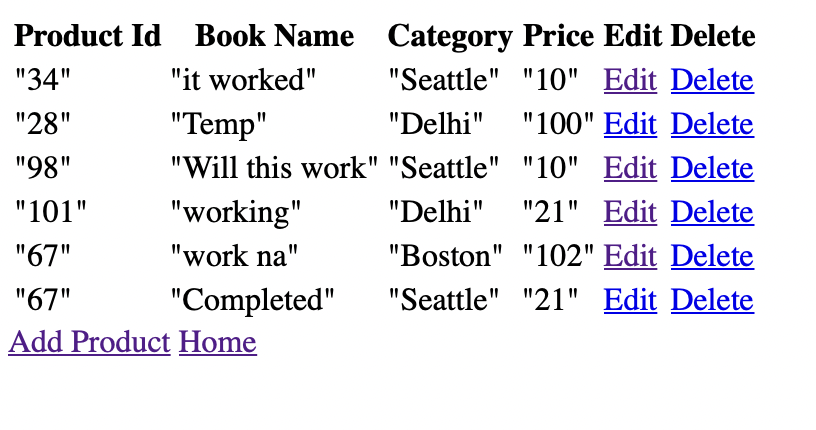 Product Id Book Name Category Price Edit Delete
"34" "it worked" "Seattle" "10" Edit Delete
"28" "Temp" "Delhi" "100" Edit Delete
"98" "Will this work" "Seattle" "10" Edit Delete
"101" "working" "Delhi" "21" Edit Delete
"67" "work na" "Boston" "102" Edit Delete
"67" "Completed" "Seattle" "21" Edit Delete
Add Product Home